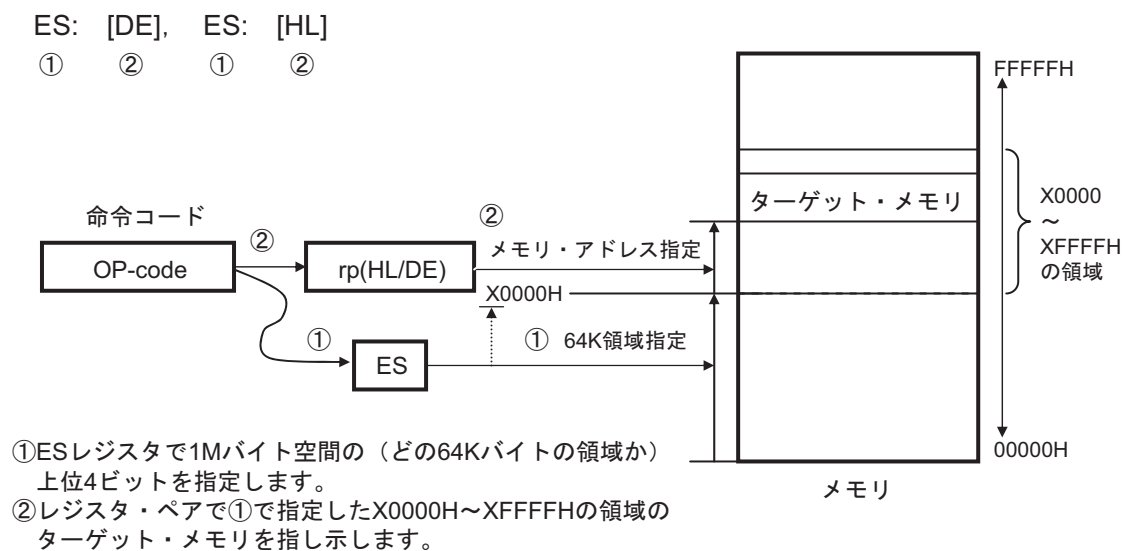 ES: [DE], ES: [HL]
① ② ① ②
FFFFFH
X0000
～
XFFFFH
の領域
ターゲット・メモリ
命令コード
OP-code
②
rp(HL/DE)
②
メモリ・アドレス指定
X0000H
①
ES
① 64K領域指定
00000H
メモリ
①ESレジスタで1Mバイト空間の（どの64Kバイトの領域か）
上位4ビットを指定します。
②レジスタ・ペアで①で指定したX0000H～XFFFFHの領域の
ターゲット・メモリを指し示します。